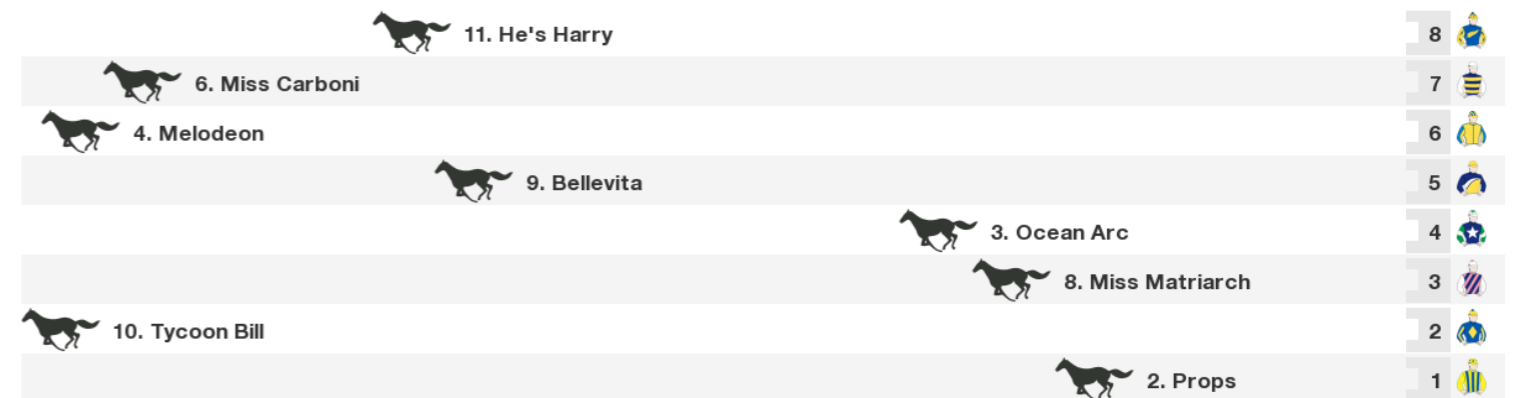 11. He's Harry 8
6. Miss Carboni 7
4. Melodeon 6
9. Bellevita 5
3. Ocean Arc 4
8. Miss Matriarch 3
10. Tycoon Bill 2
2. Props 1